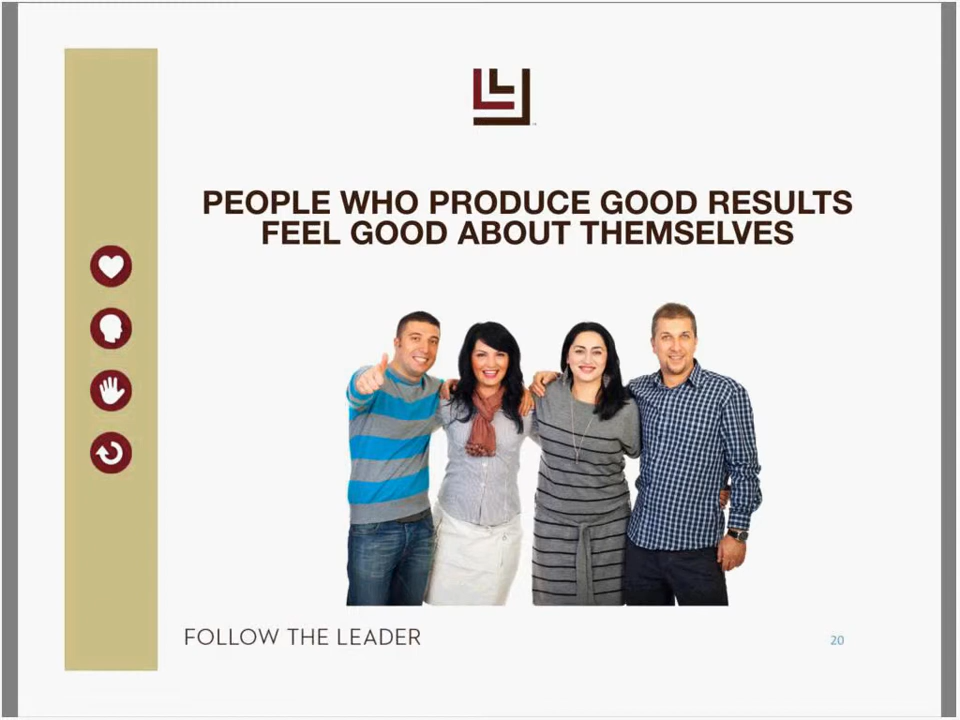 PEOPLE WHO PRODUCE GOOD RESULTS
FEEL GOOD ABOUT THEMSELVES
FOLLOW THE LEADER
20